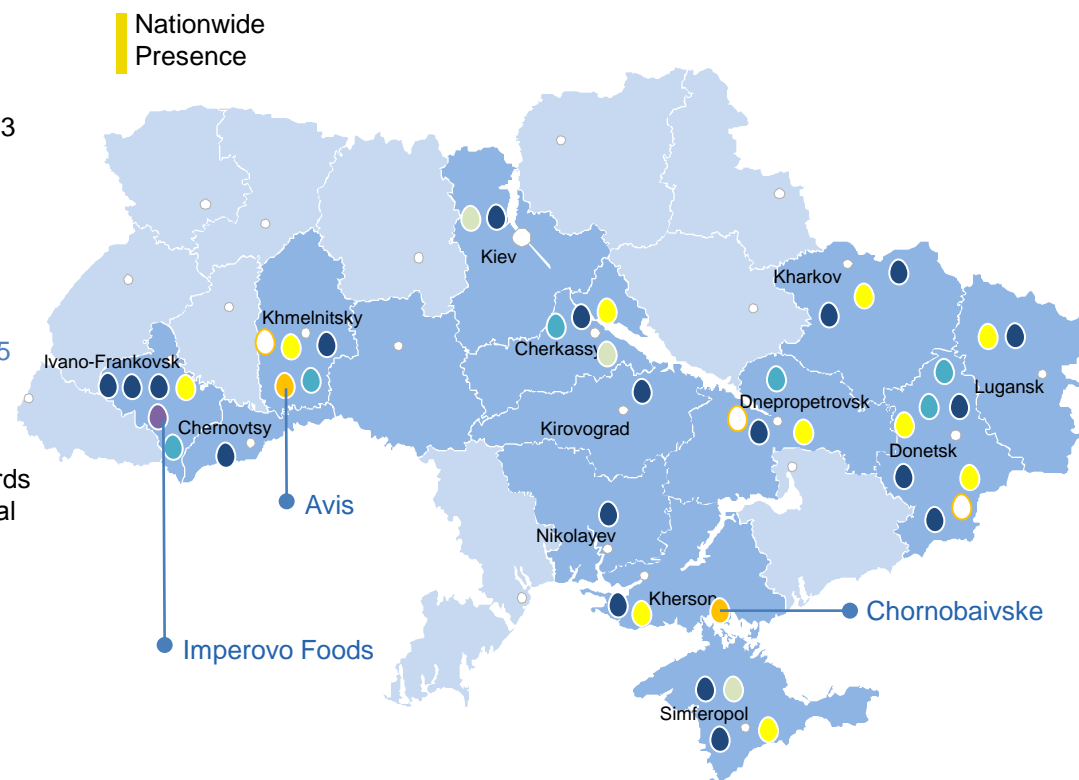 Nationwide
Presence
3
Kiev
Kharkov
Khmelnitsky
Cherkassy
5
Ivano-Frankovsk
Lugansk
Dnepropetrovsk
Chernovtsy
Kirovograd
Donetsk
rds
al
Avis
Nikolayev
Kherson
Chornobaivske
Imperovo Foods
Simferopol